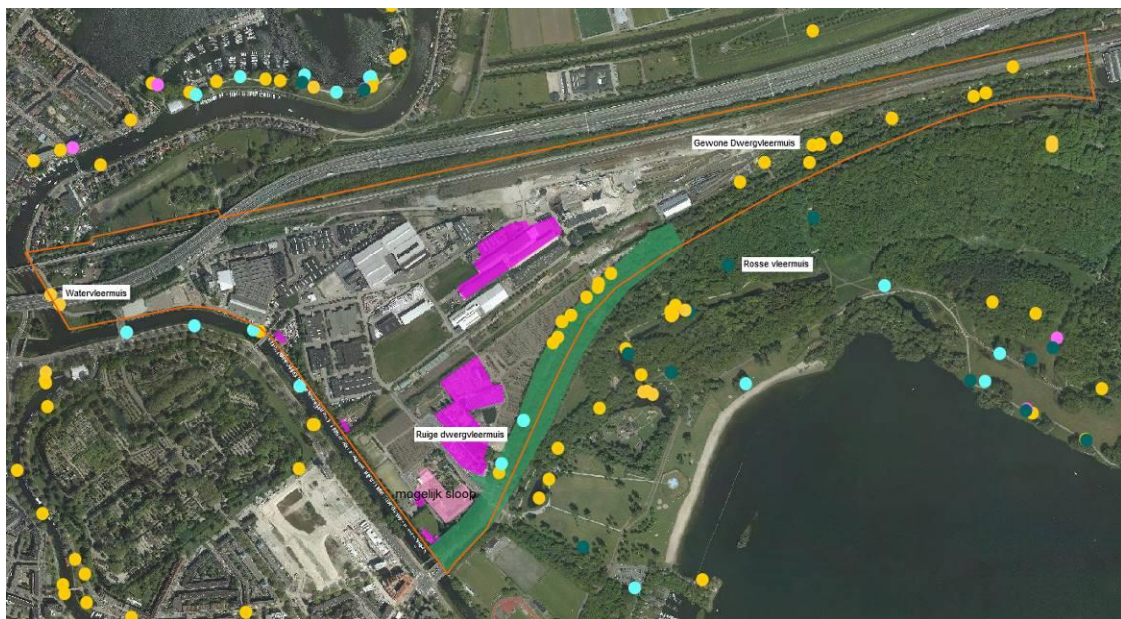 Gewone Dwergvleermuis
Rosse vleermuis
Watervleermuis
Ruige dwergvleermuis
mogelijk sloop